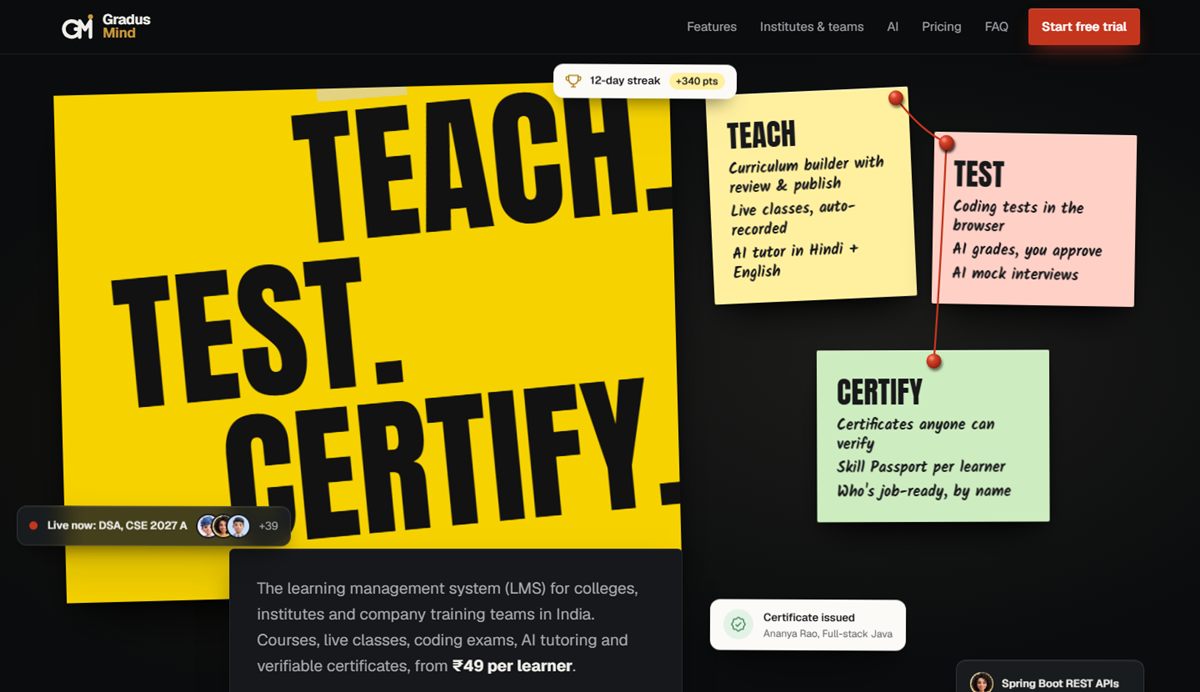 Gradus
Mind
Features
Institutes & teams
AI
Pricing
FAQ
Start free trial
12-day streak
+340 pts
TEACH.
TEST.
CERTIFY.
TEACH
Curriculum builder with
review & publish
Live classes, auto-
recorded
AI tutor in Hindi +
English
TEST
Coding tests in the
browser
AI grades, you approve
AI mock interviews
CERTIFY
Certificates anyone can
verify
Skill Passport per learner
Who's job-ready, by name
Live now: DSA, CSE 2027 A
+39
The learning management system (LMS) for colleges,
institutes and company training teams in India.
Courses, live classes, coding exams, AI tutoring and
verifiable certificates, from ₹49 per learner.
Certificate issued
Ananya Rao, Full-stack Java
Spring Boot REST APIs